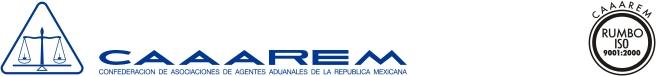 CAAAREM
CONFEDERACION DE ASOCIACIONES DE AGENTES ADUANALES DE LA REPUBLICA MEXICANA
CAAAREM
RUMBO
ISO
9001:2000